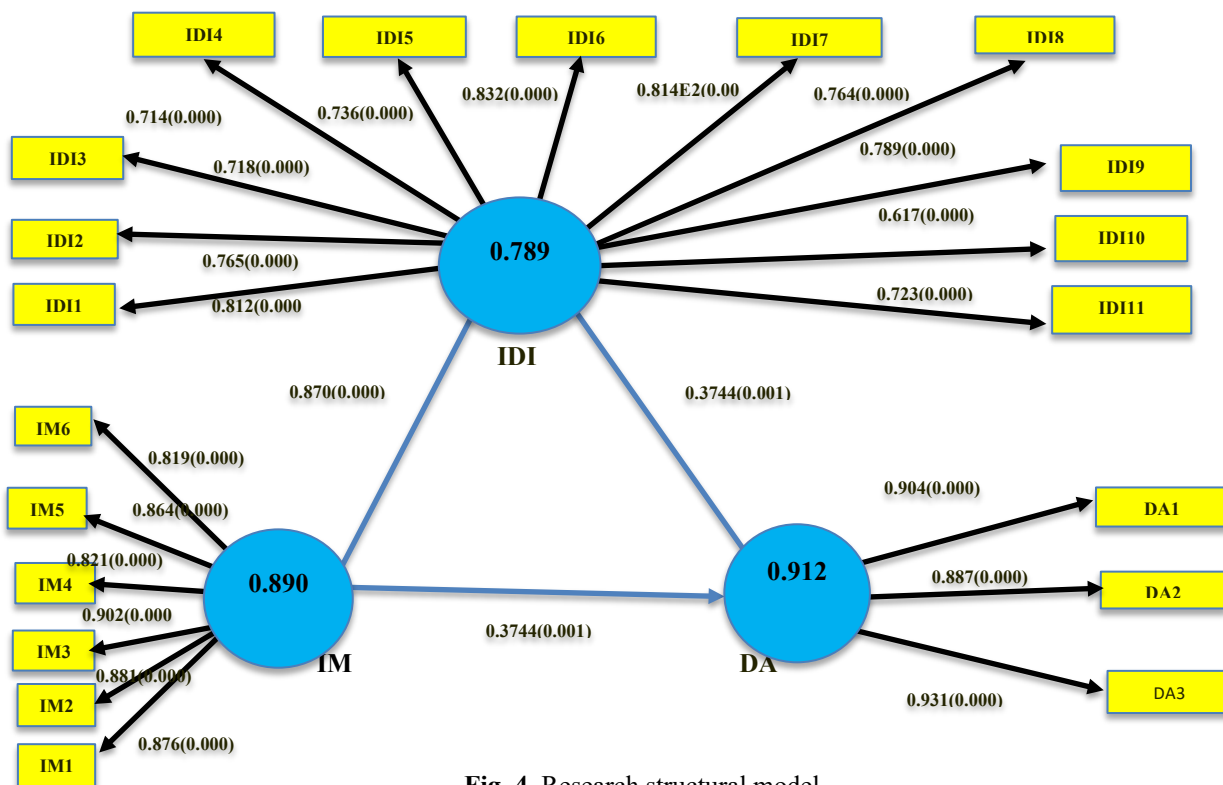 IDI4
IDI5
IDI6
IDI7
IDI8
0.832(0.000)
0.814E2(0.00
0.764(0.000)
0.714(0.000)
0.736(0.000)
IDI3
0.718(0.000)
0.789(0.000)
IDI9
0.617(0.000)
IDI2
0.789
IDI10
0.765(0.000)
IDI1
0.812(0.000
0.723(0.000)
IDI11
IDI
0.870(0.000)
0.3744(0.001)
IM6
0.819(0.000)
0.904(0.000)
IM5
0.864(0.000)
DA1
0.821(0.000)
IM4
0.890
0.912
0.887(0.000)
DA2
0.902(0.000
0.3744(0.001)
IM3
IM
DA
0.881(0.000)
IM2
0.931(0.000)
DA3
0.876(0.000)
IM1
Fig. 4. Research structural model